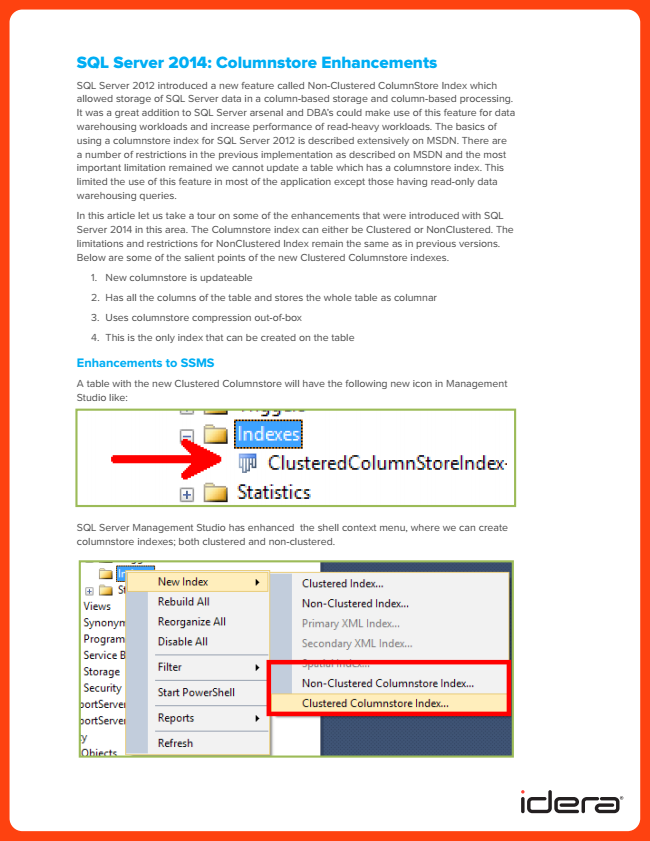 SQL Server 2014: Columnstore Enhancements
SQL Server 2012 introduced a new feature called Non-Clustered ColumnStore Index which
allowed storage of SQL Server data in a column-based storage and column-based processing.
It was a great addition to SQL Server arsenal and DBA's could make use of this feature for data
warehousing workloads and increase performance of read-heavy workloads. The basics of
using a columnstore index for SQL Server 2012 is described extensively on MSDN. There are
a number of restrictions in the previous implementation as described on MSDN and the most
important limitation remained we cannot update a table which has a columnstore index. This
limited the use of this feature in most of the application except those having read-only data
warehousing queries.
In this article let us take a tour on some of the enhancements that were introduced with SQL
Server 2014 in this area. The Columnstore index can either be Clustered or NonClustered. The
limitations and restrictions for NonClustered Index remain the same as in previous versions.
Below are some of the salient points of the new Clustered Columnstore indexes.
1. New columnstore is updateable
2. Has all the columns of the table and stores the whole table as columnar
3. Uses columnstore compression out-of-box
4. This is the only index that can be created on the table
Enhancements to SSMS
A table with the new Clustered Columnstore will have the following new icon in Management
Studio like:
Indexes
ClusteredColumnStoreIndex-
Statistics
SQL Server Management Studio has enhanced the shell context menu, where we can create
columnstore indexes; both clustered and non-clustered.
New Index
Rebuild All
Reorganize All
Disable All
Filter
Start PowerShell
Reports
Refresh
Clustered Index...
Non-Clustered Index...
Primary XML Index...
Secondary XML Index...
Spatial Index...
Non-Clustered Columnstore Index...
Clustered Columnstore Index...
Views
Synonym
Program
Service B
Storage
Security
portServer
portServer
y
Objects
idera